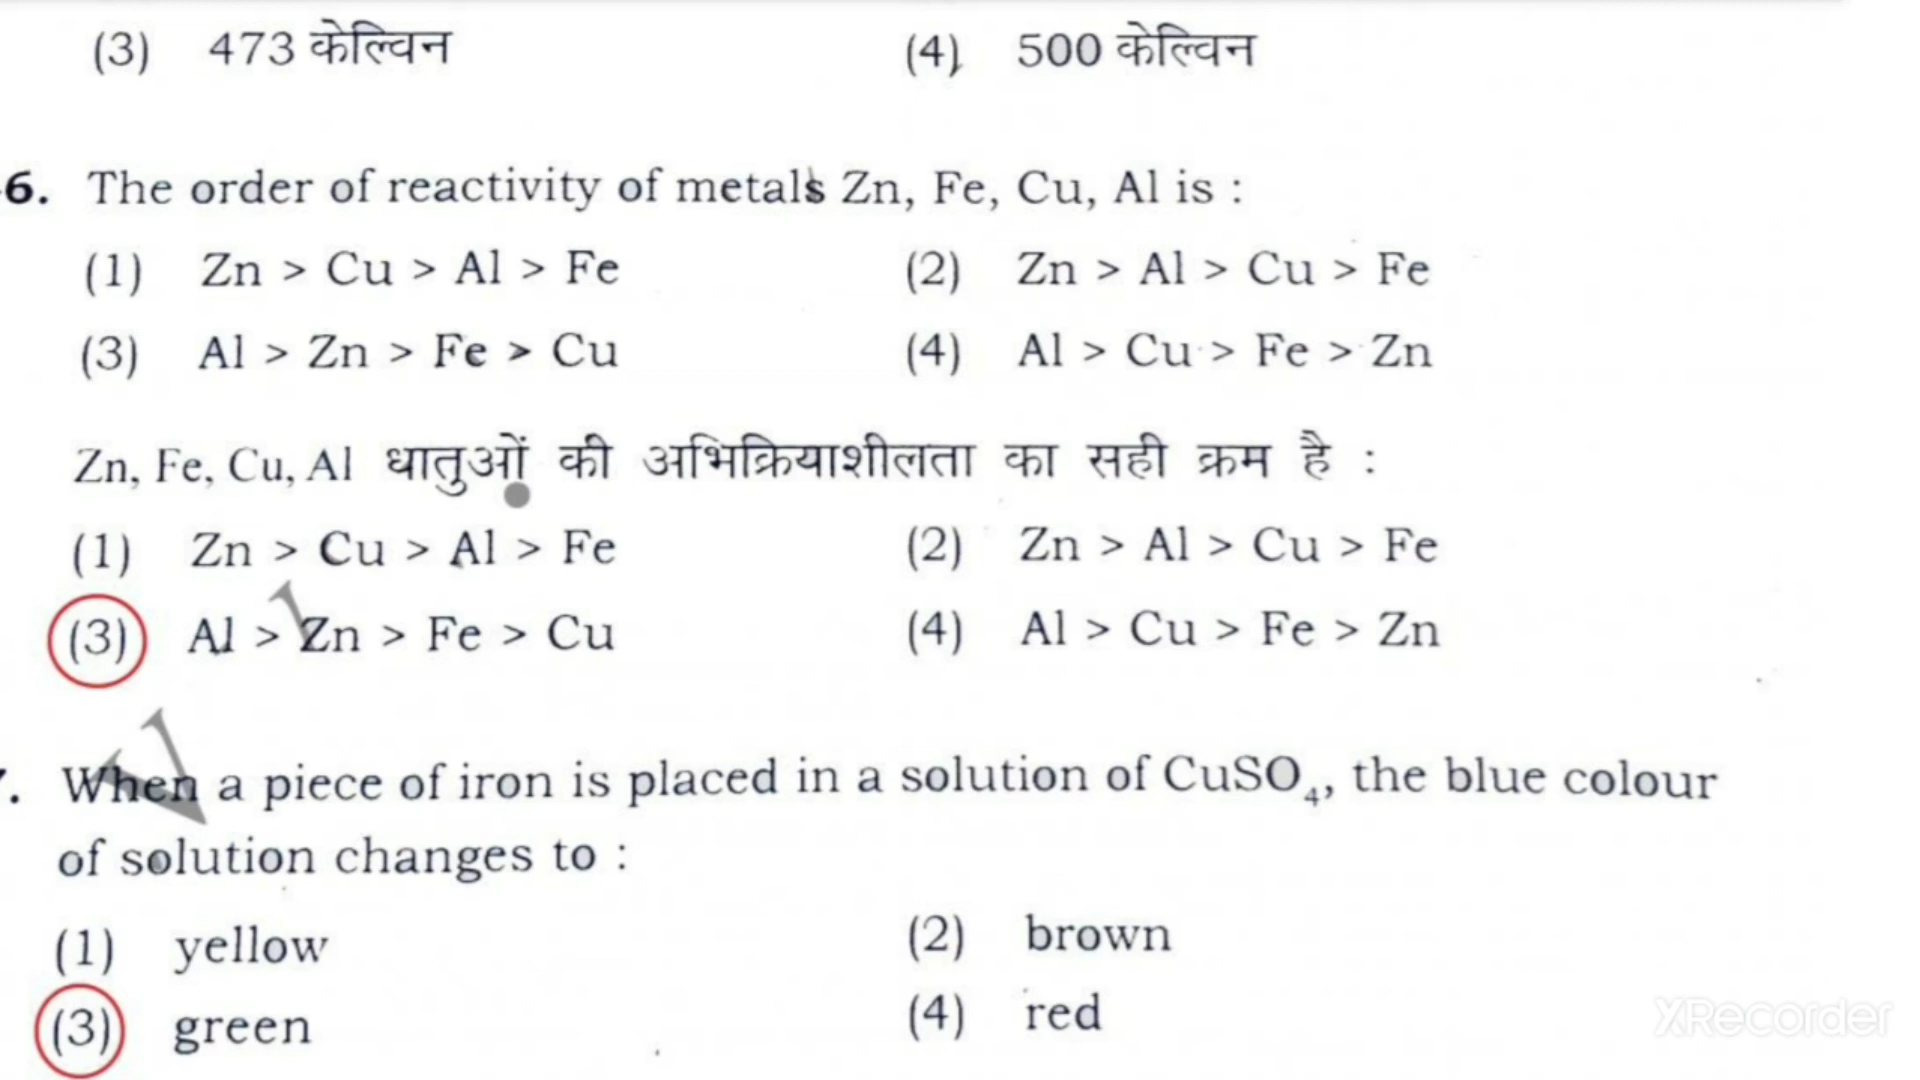 (3) 473 केल्विन (4) 500 केल्विन
6. The order of reactivity of metals Zn, Fe, Cu, Al is :
(1) Zn > Cu > Al > Fe (2) Zn > Al > Cu > Fe
(3) Al > Zn > Fe > Cu (4) Al > Cu > Fe > Zn
Zn, Fe, Cu, Al धातुओं की अभिक्रियाशीलता का सही क्रम है :
(1) Zn > Cu > Al > Fe (2) Zn > Al > Cu > Fe
(3) Al > Zn > Fe > Cu (4) Al > Cu > Fe > Zn
. When a piece of iron is placed in a solution of CuSO₄, the blue colour
of solution changes to :
(1) yellow (2) brown
(3) green (4) red
XRecorder